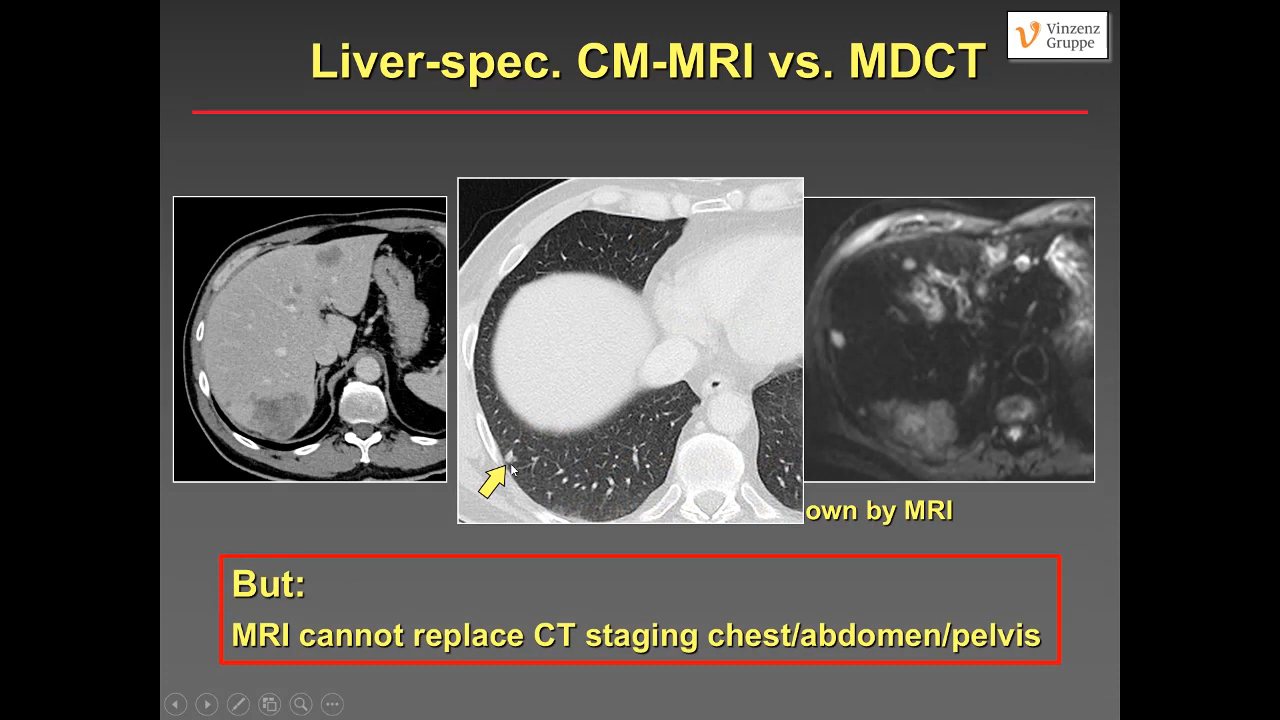 Liver-spec. CM-MRI vs. MDCT
Vinzenz
Gruppe
own by MRI
But:
MRI cannot replace CT staging chest/abdomen/pelvis